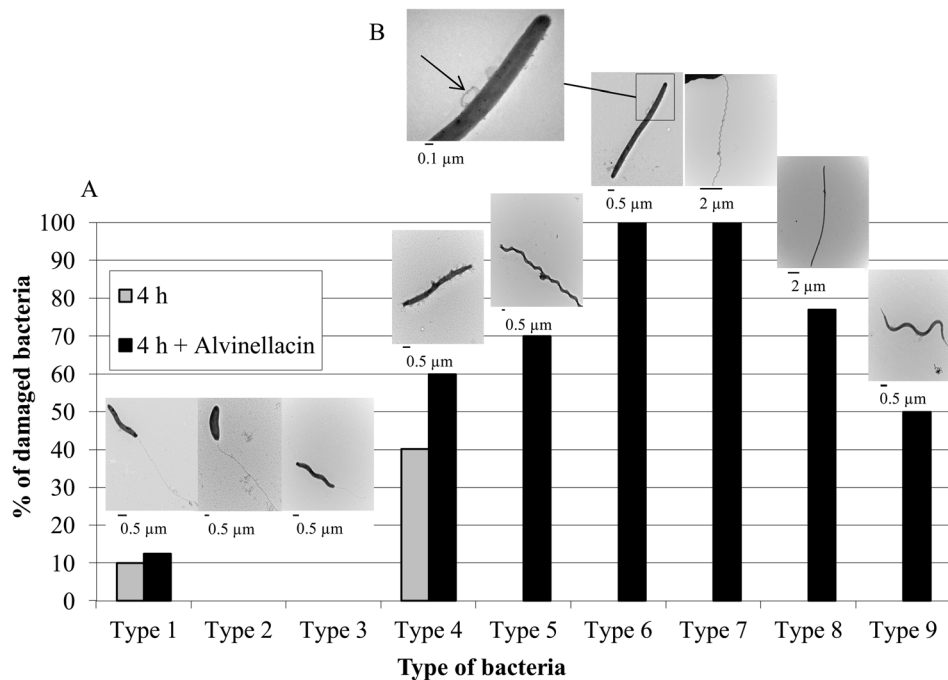 B
0.1 µm
0.5 µm
2 µm
A
2 µm
0.5 µm
0.5 µm
0.5 µm
0.5 µm
0.5 µm
0.5 µm
100
90
80
70
60
50
40
30
20
10
0
% of damaged bacteria
4 h
4 h + Alvinellacin
Type 1 Type 2 Type 3 Type 4 Type 5 Type 6 Type 7 Type 8 Type 9
Type of bacteria